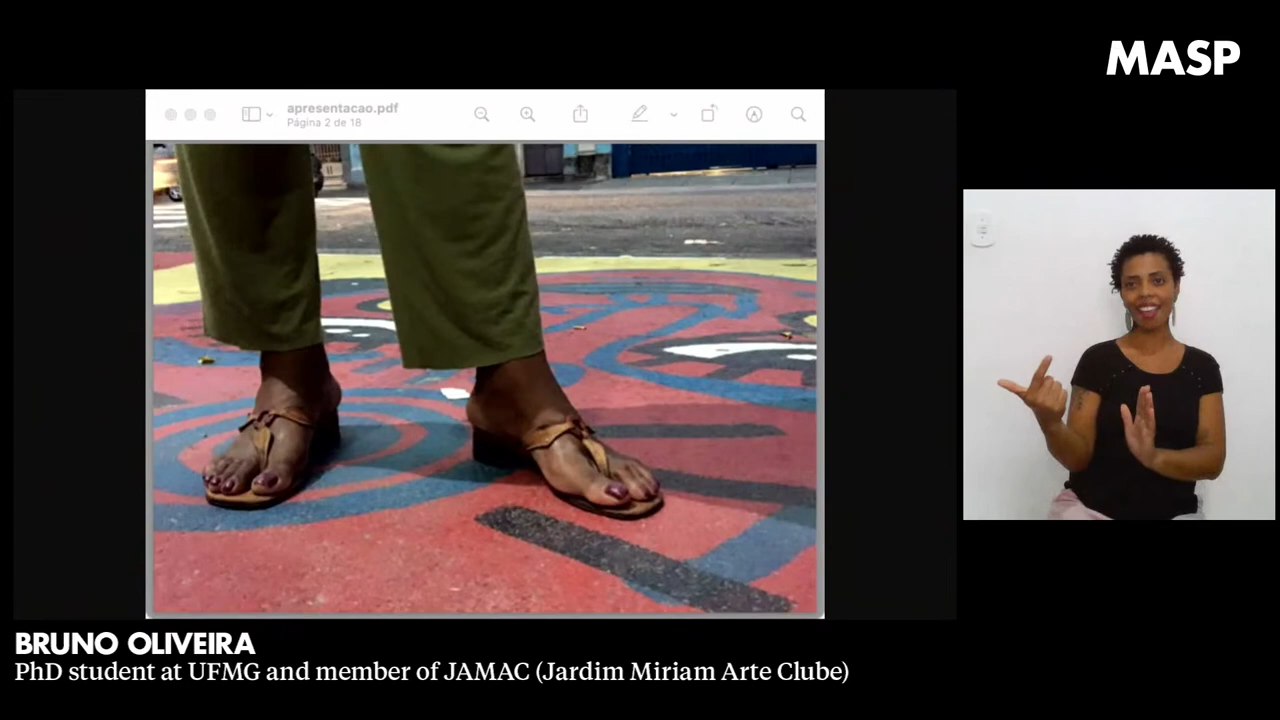 MASP
apresentacao.pdf
Página 2 de 18
BRUNO OLIVEIRA
PhD student at UFMG and member of JAMAC (Jardim Miriam Arte Clube)